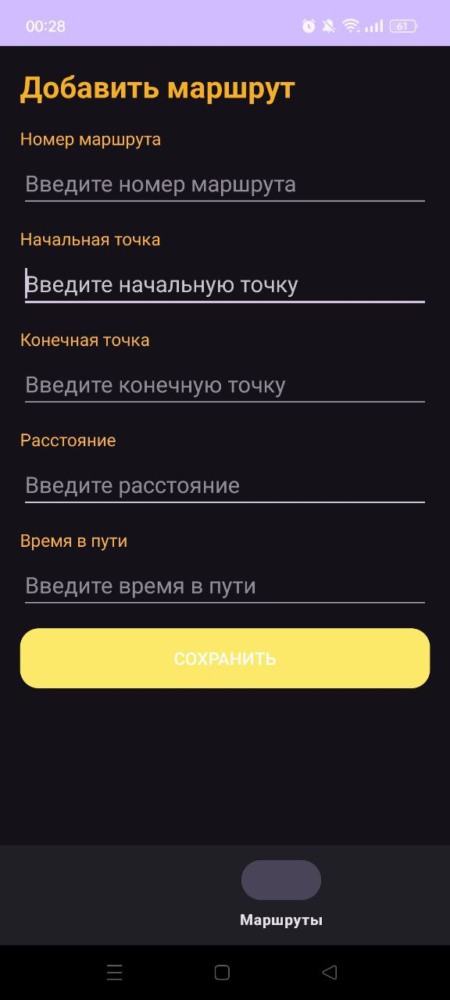 00:28
61
Добавить маршрут
Номер маршрута
Введите номер маршрута
Начальная точка
Введите начальную точку
Конечная точка
Введите конечную точку
Расстояние
Введите расстояние
Время в пути
Введите время в пути
СОХРАНИТЬ
Маршруты